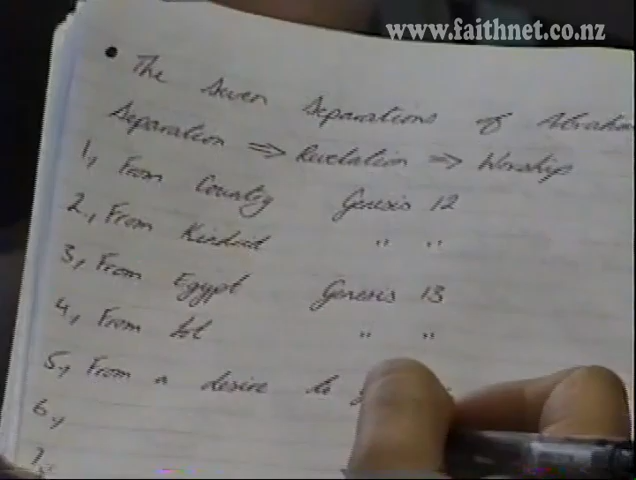 www.faithnet.co.nz
• The Seven Separations of Abraham
Separation ⇒ Revelation ⇒ Worship
1, From Country Genesis 12
2, From Kindred " "
3, From Egypt Genesis 13
4, From Lot " "
5, From a desire to
6,
7,